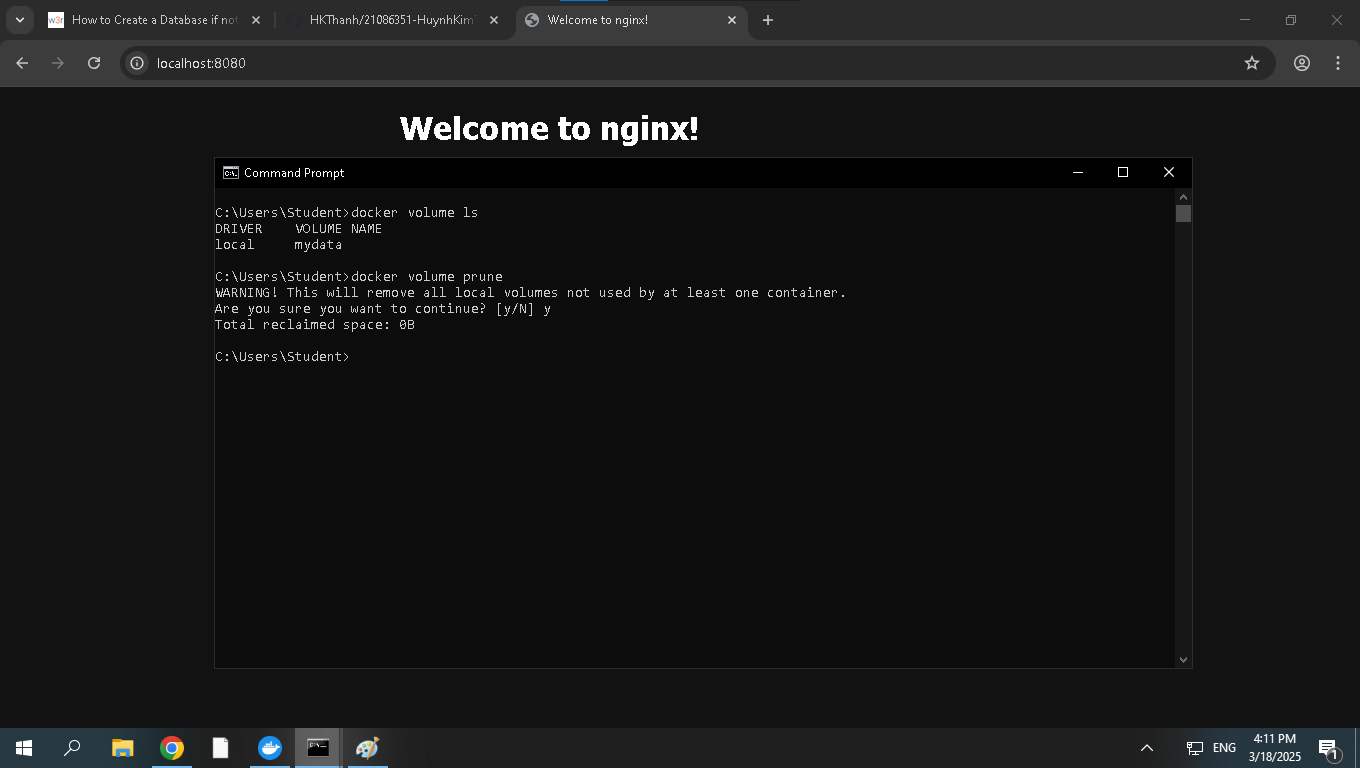 w3r How to Create a Database if not
HKThanh/21086351-HuynhKimT
Welcome to nginx!
localhost:8080
Welcome to nginx!
Command Prompt
C:\Users\Student>docker volume ls
DRIVER    VOLUME NAME
local     mydata
C:\Users\Student>docker volume prune
WARNING! This will remove all local volumes not used by at least one container.
Are you sure you want to continue? [y/N] y
Total reclaimed space: 0B
C:\Users\Student>
ENG
4:11 PM
3/18/2025
1